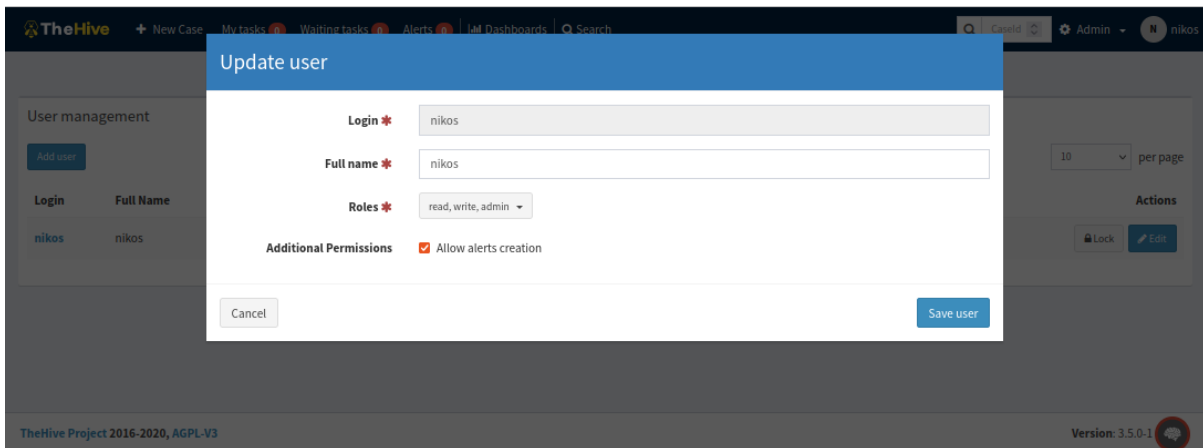 TheHive + New Case My tasks 0 Waiting tasks 0 Alerts 0 Dashboards Search CaseId Admin N nikos
Update user
User management
Login * nikos
Add user
Full name * nikos
10 per page
Login Full Name
Roles * read, write, admin
Actions
nikos nikos
Additional Permissions Allow alerts creation
Lock Edit
Cancel Save user
TheHive Project 2016-2020, AGPL-V3 Version: 3.5.0-1